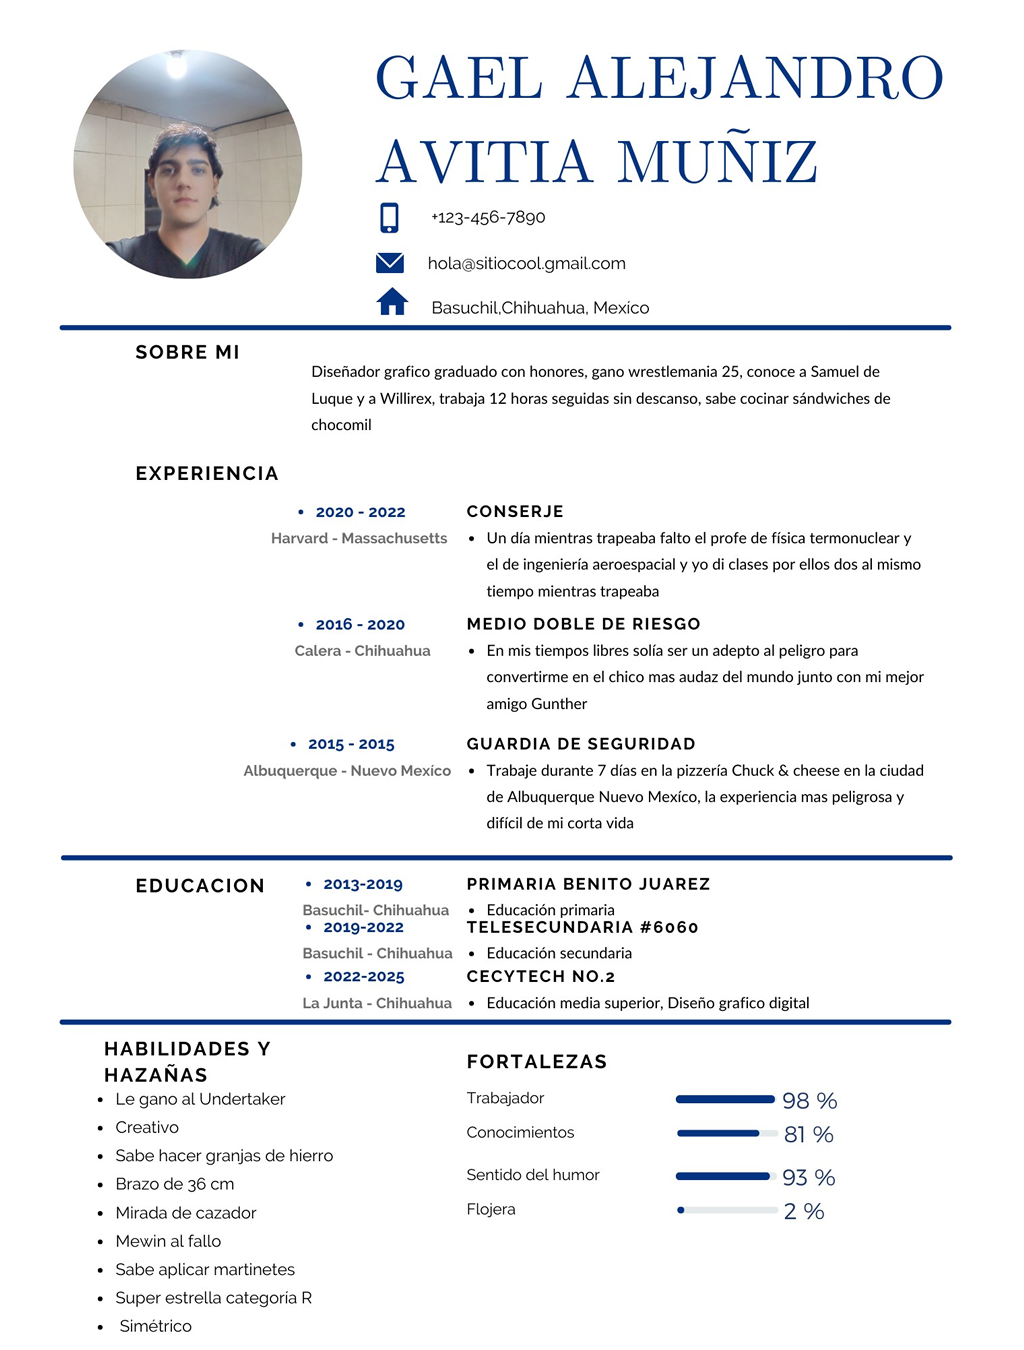 GAEL ALEJANDRO
AVITIA MUÑIZ
+123-456-7890
hola@sitiocool.gmail.com
Basuchil,Chihuahua, Mexíco
SOBRE MI
Diseñador grafico graduado con honores, gano wrestlemania 25, conoce a Samuel de
Luque y a Willirex, trabaja 12 horas seguidas sin descanso, sabe cocinar sándwiches de
chocomil
EXPERIENCIA
• 2020 - 2022
Harvard - Massachusetts
CONSERJE
• Un día mientras trapeaba falto el profe de física termonuclear y
el de ingeniería aeroespacial y yo di clases por ellos dos al mismo
tiempo mientras trapeaba
• 2016 - 2020
Calera - Chihuahua
MEDIO DOBLE DE RIESGO
• En mis tiempos libres solía ser un adepto al peligro para
convertirme en el chico mas audaz del mundo junto con mi mejor
amigo Gunther
• 2015 - 2015
Albuquerque - Nuevo Mexíco
GUARDIA DE SEGURIDAD
• Trabaje durante 7 días en la pizzería Chuck & cheese en la ciudad
de Albuquerque Nuevo Mexíco, la experiencia mas peligrosa y
difícil de mi corta vida
EDUCACION
• 2013-2019
Basuchil- Chihuahua
PRIMARIA BENITO JUAREZ
• Educación primaria
• 2019-2022
Basuchil - Chihuahua
TELESECUNDARIA #6060
• Educación secundaria
• 2022-2025
La Junta - Chihuahua
CECYTECH NO.2
• Educación media superior, Diseño grafico digital
HABILIDADES Y
HAZAÑAS
• Le gano al Undertaker
• Creativo
• Sabe hacer granjas de hierro
• Brazo de 36 cm
• Mirada de cazador
• Mewin al fallo
• Sabe aplicar martinetes
• Super estrella categoría R
• Simétrico
FORTALEZAS
Trabajador 98 %
Conocimientos 81 %
Sentido del humor 93 %
Flojera 2 %